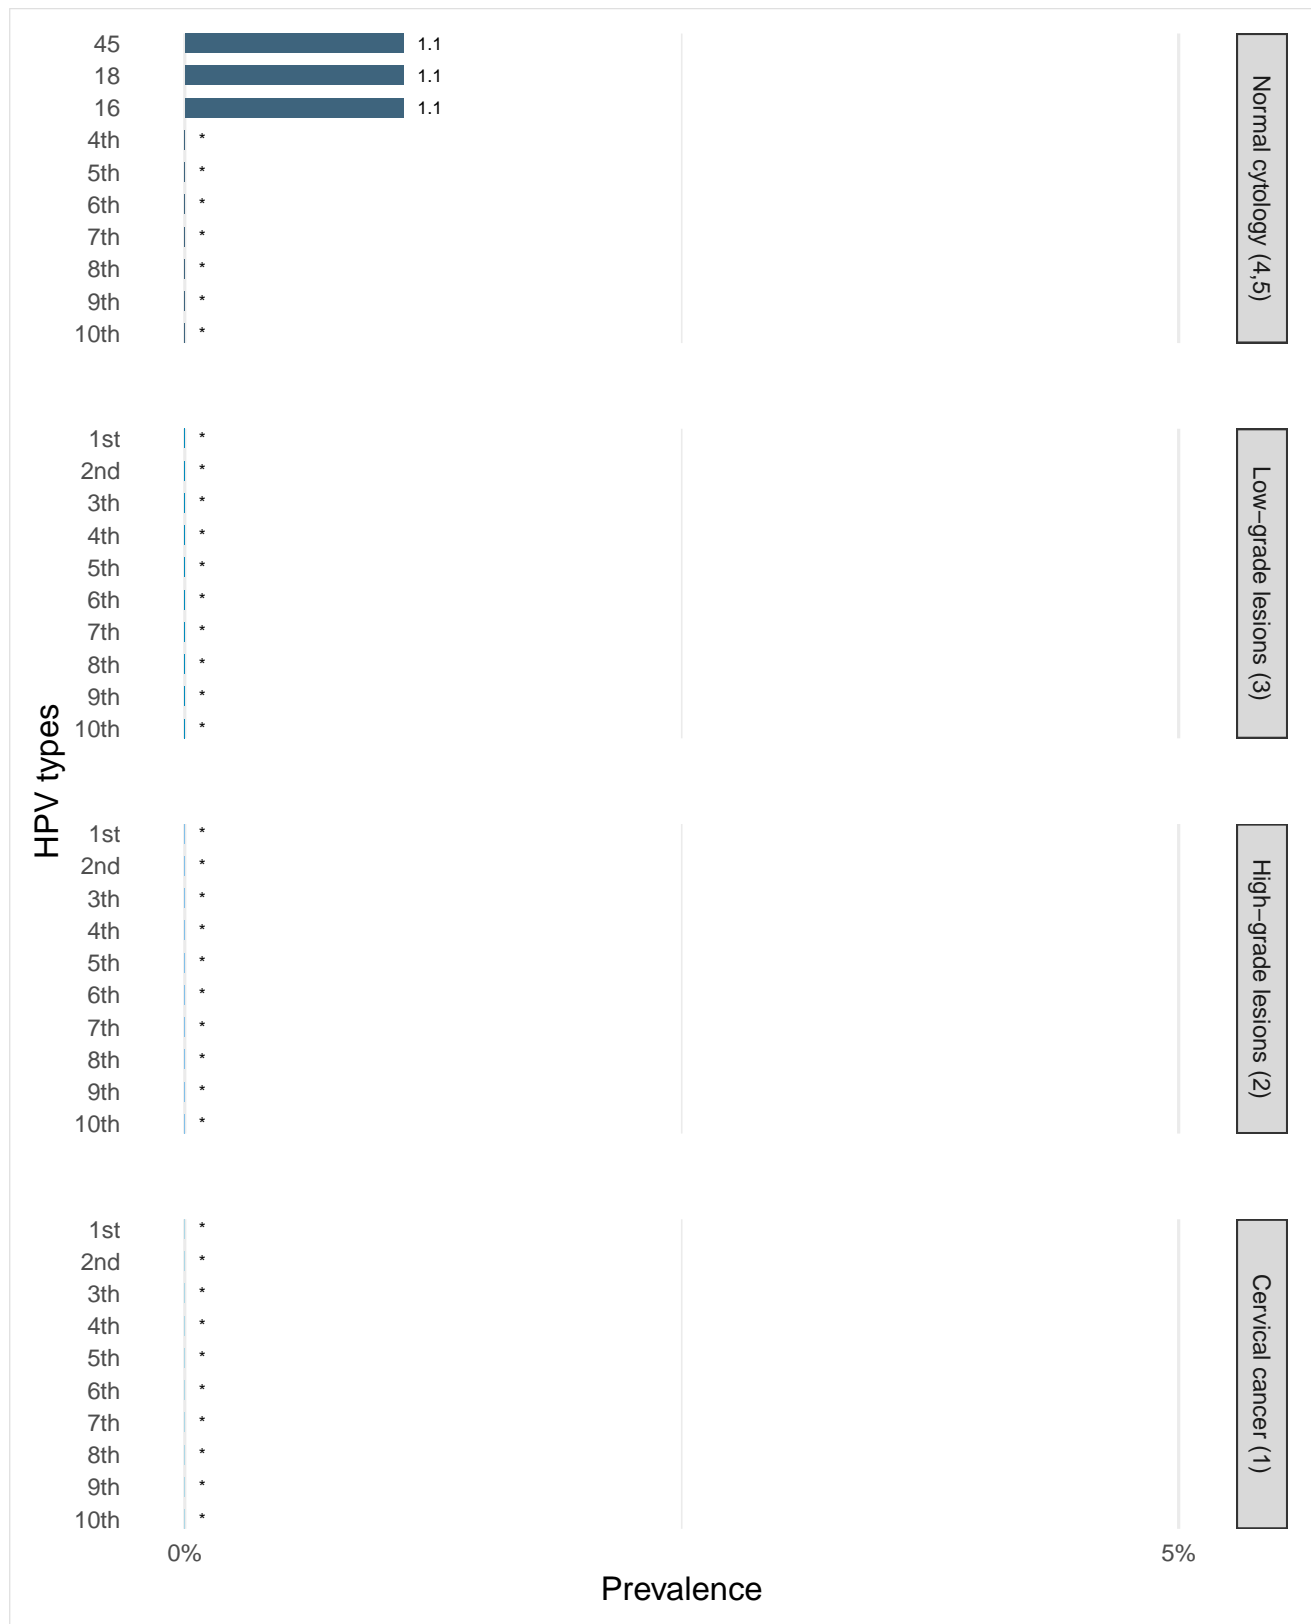 45 1.1
18 1.1
16 1.1
4th *
5th *
6th *
7th *
8th *
9th *
10th *
Normal cytology (4,5)
1st *
2nd *
3th *
4th *
5th *
6th *
7th *
8th *
9th *
10th *
Low−grade lesions (3)
HPV types
1st *
2nd *
3th *
4th *
5th *
6th *
7th *
8th *
9th *
10th *
High−grade lesions (2)
1st *
2nd *
3th *
4th *
5th *
6th *
7th *
8th *
9th *
10th *
Cervical cancer (1)
0% 5%
Prevalence